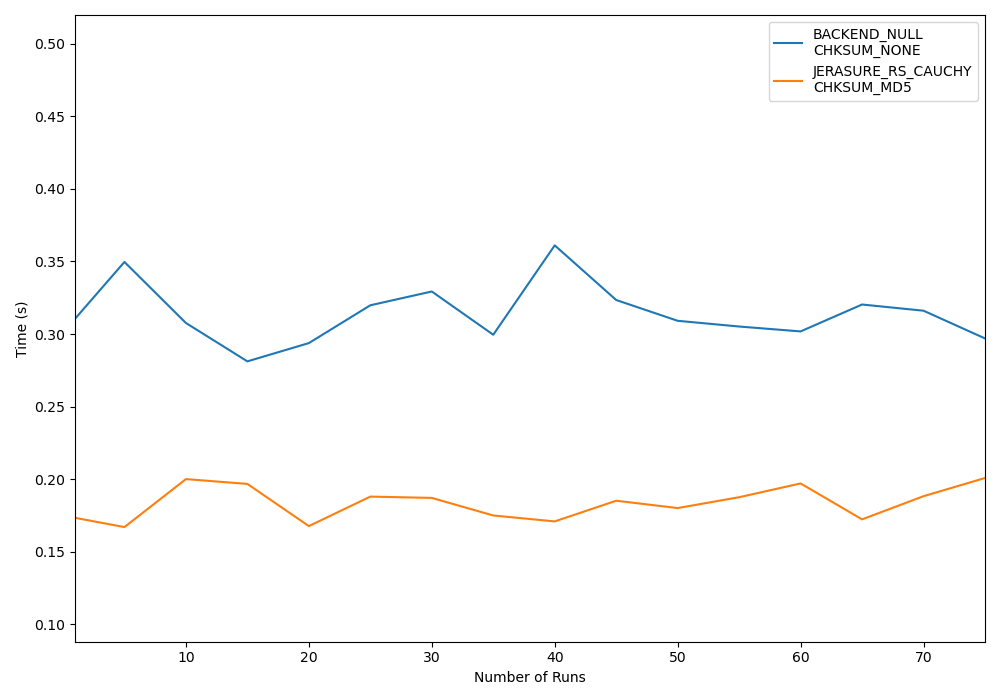 0.50
0.45
0.40
0.35
0.30
0.25
0.20
0.15
0.10
Time (s)
10 20 30 40 50 60 70
Number of Runs
BACKEND_NULL
CHKSUM_NONE
JERASURE_RS_CAUCHY
CHKSUM_MD5